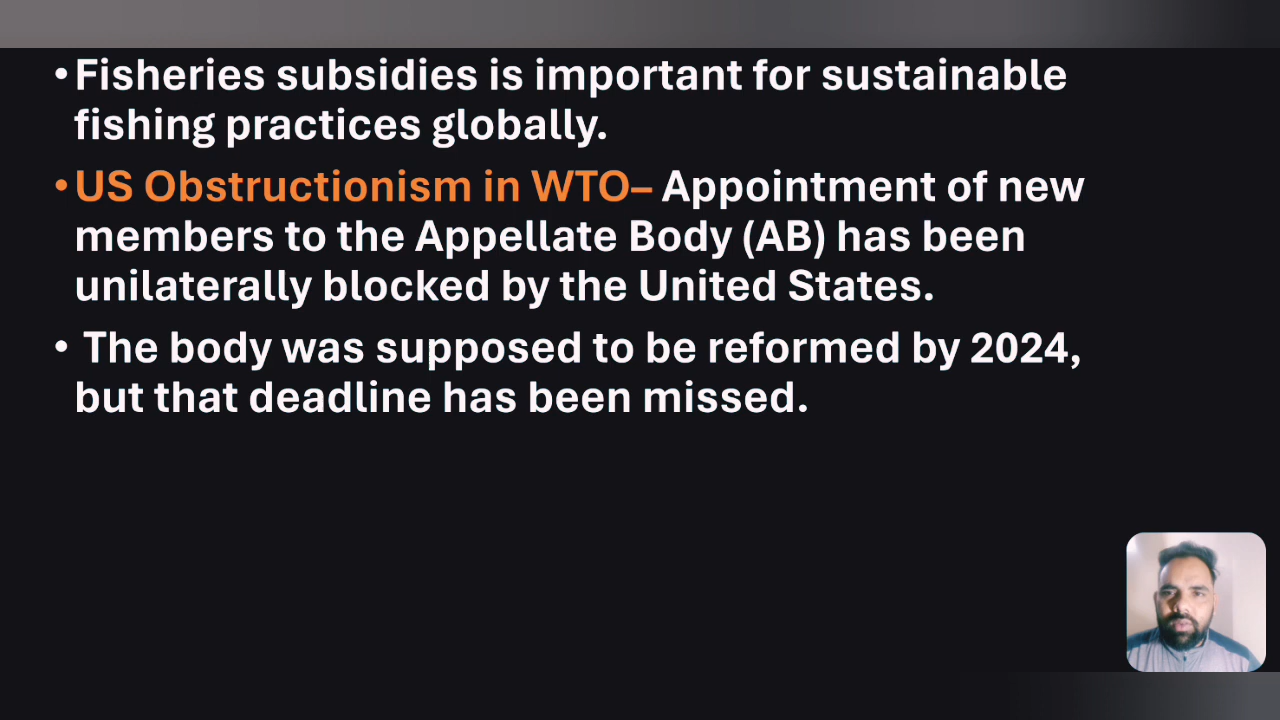 •Fisheries subsidies is important for sustainable
fishing practices globally.
•US Obstructionism in WTO– Appointment of new
members to the Appellate Body (AB) has been
unilaterally blocked by the United States.
• The body was supposed to be reformed by 2024,
but that deadline has been missed.